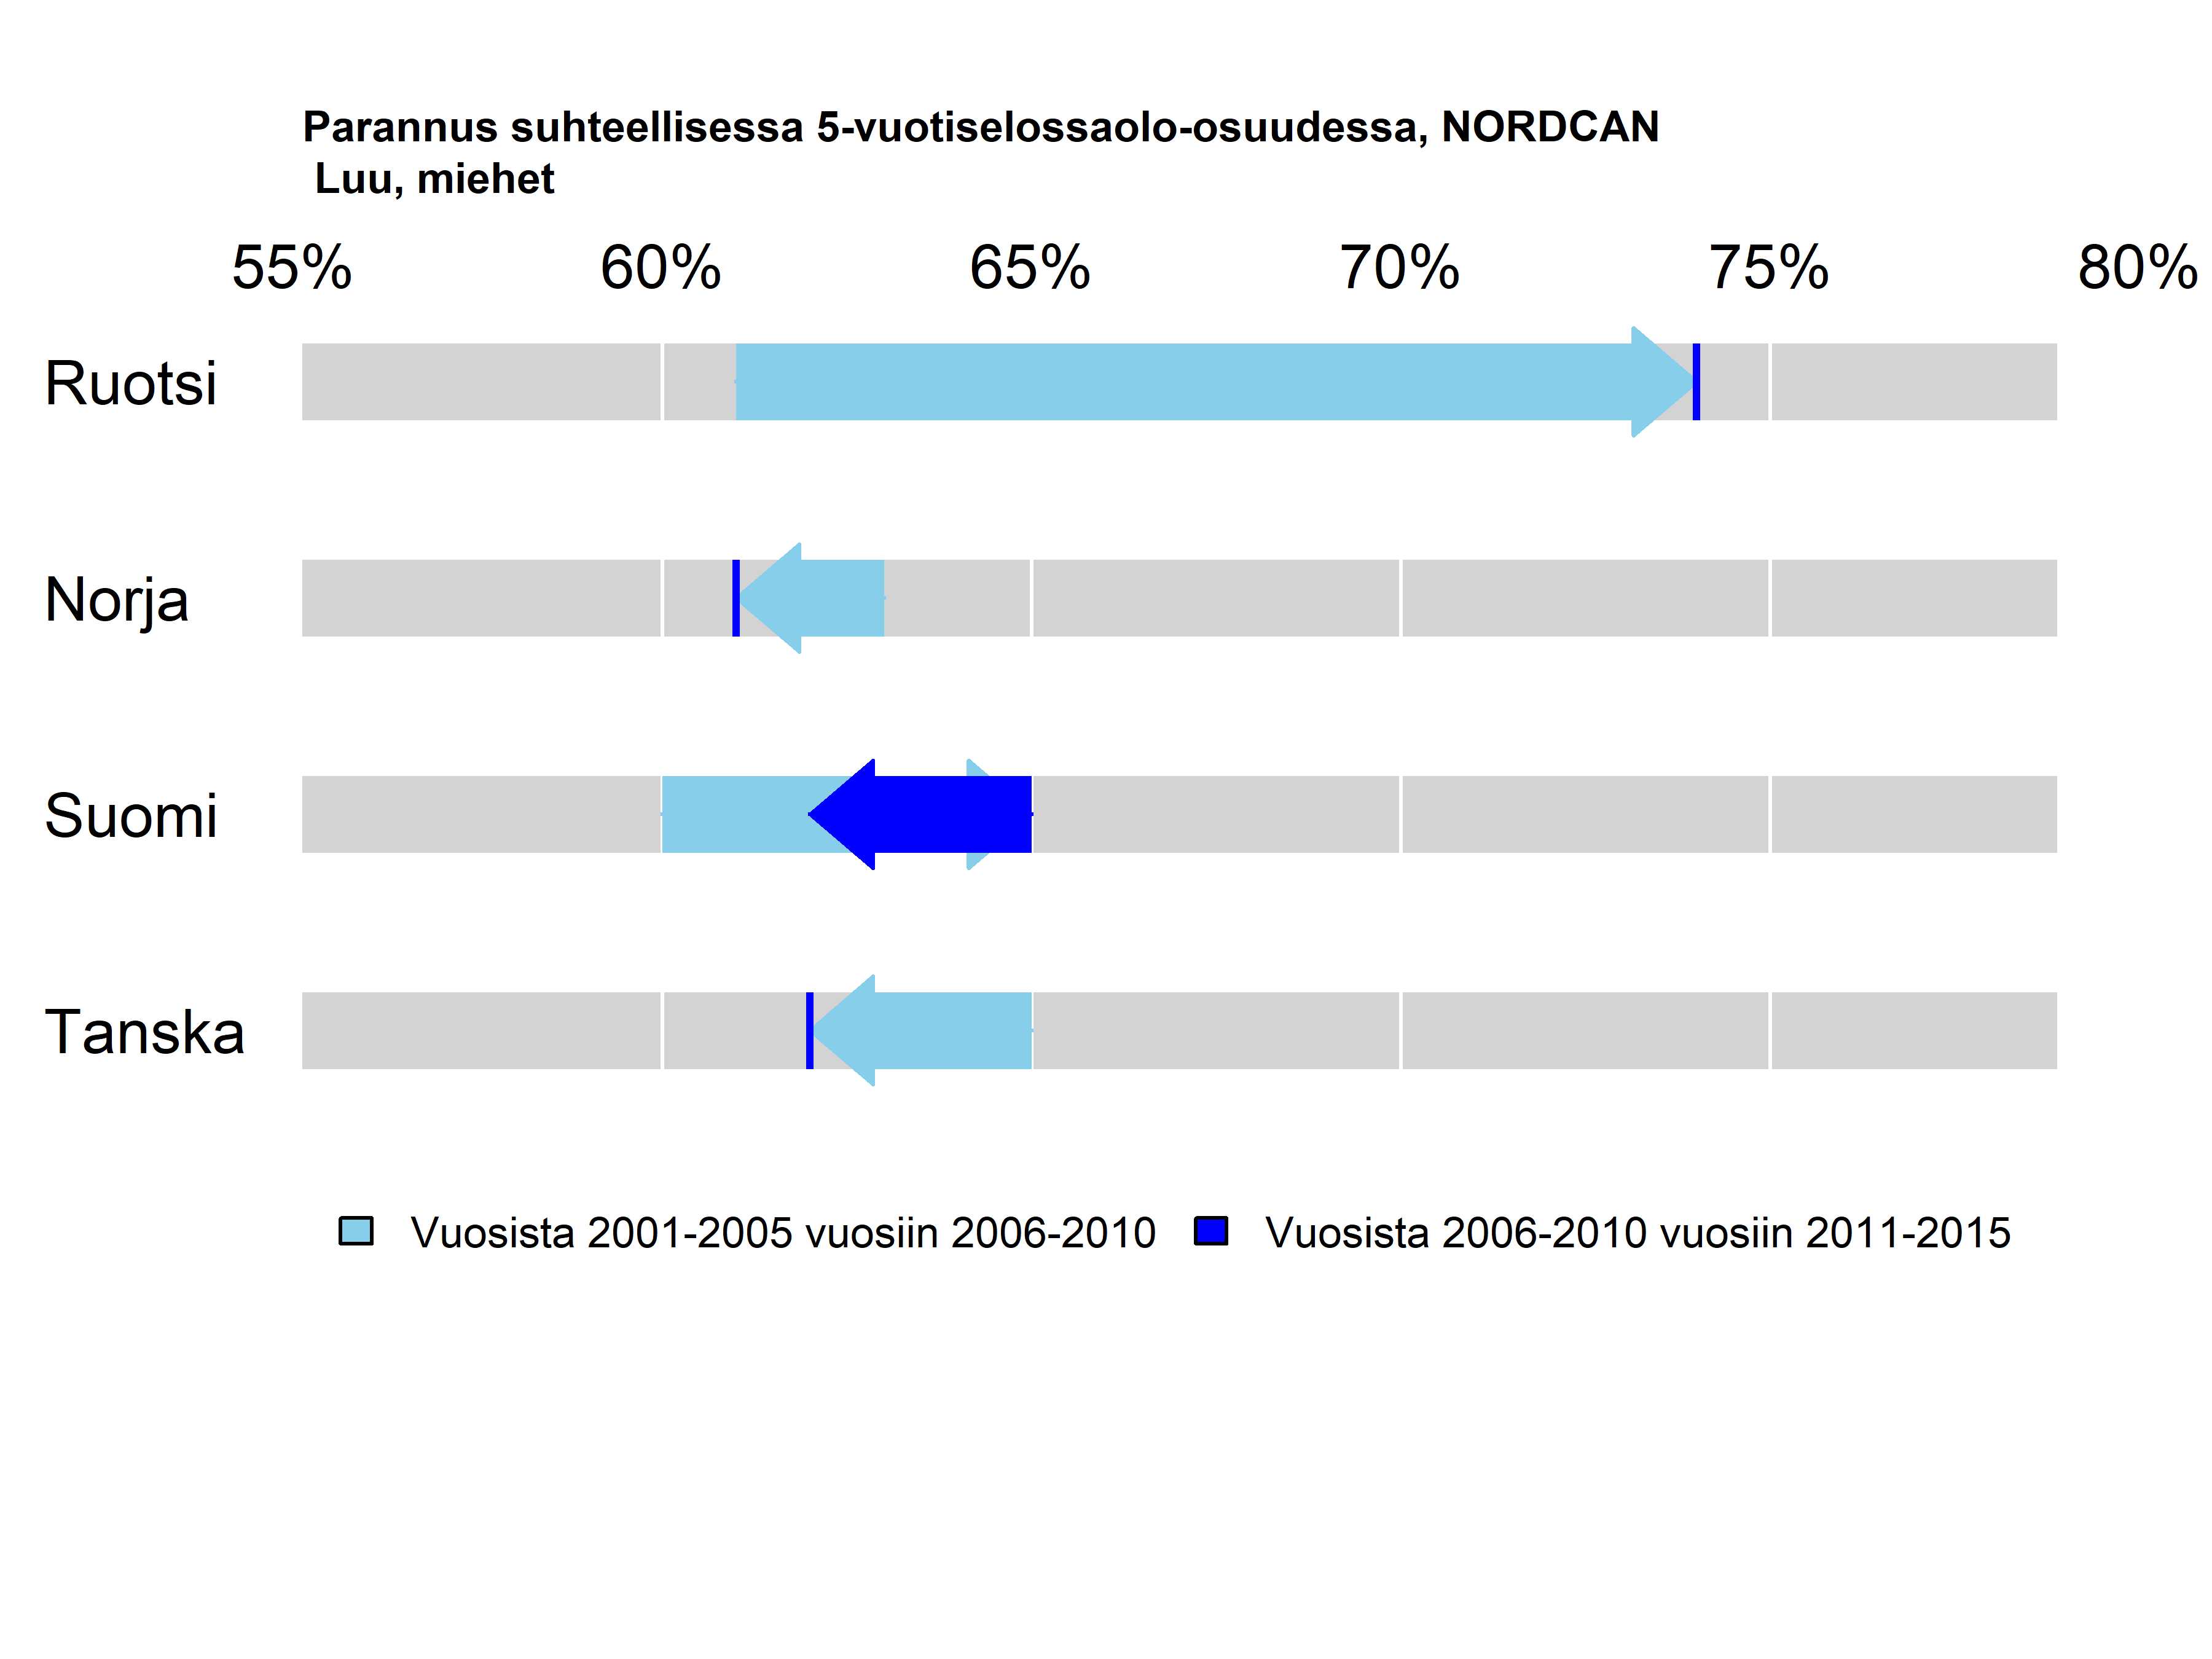 Parannus suhteellisessa 5-vuotiselossaolo-osuudessa, NORDCAN
Luu, miehet
55% 60% 65% 70% 75% 80%
Ruotsi
Norja
Suomi
Tanska
Vuosista 2001-2005 vuosiin 2006-2010 Vuosista 2006-2010 vuosiin 2011-2015